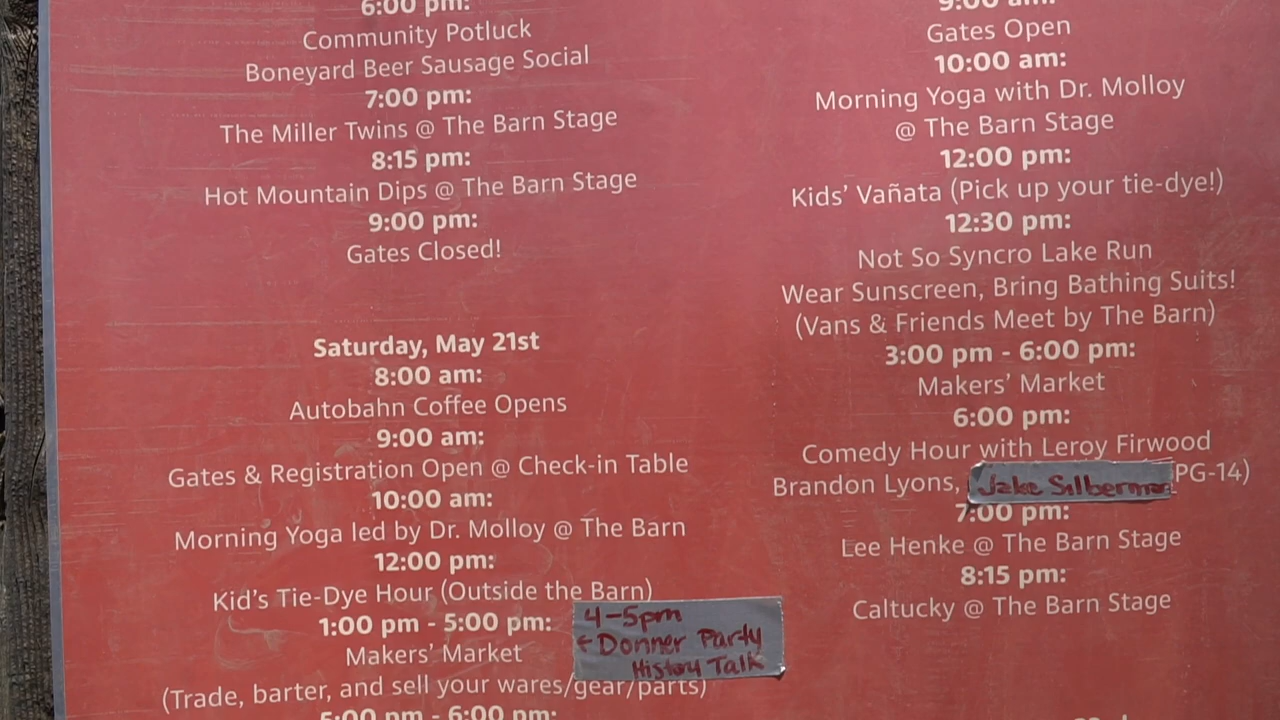 6:00 pm:
Community Potluck
Boneyard Beer Sausage Social
7:00 pm:
The Miller Twins @ The Barn Stage
8:15 pm:
Hot Mountain Dips @ The Barn Stage
9:00 pm:
Gates Closed!
Saturday, May 21st
8:00 am:
Autobahn Coffee Opens
9:00 am:
Gates & Registration Open @ Check-in Table
10:00 am:
Morning Yoga led by Dr. Molloy @ The Barn
12:00 pm:
Kid's Tie-Dye Hour (Outside the Barn)
1:00 pm - 5:00 pm:
Makers' Market
4-5pm
Donner Party
History Talk
(Trade, barter, and sell your wares/gear/parts)
5:00 pm - 6:00 pm:
9:00 am:
Gates Open
10:00 am:
Morning Yoga with Dr. Molloy
@ The Barn Stage
12:00 pm:
Kids' Vañata (Pick up your tie-dye!)
12:30 pm:
Not So Syncro Lake Run
Wear Sunscreen, Bring Bathing Suits!
(Vans & Friends Meet by The Barn)
3:00 pm - 6:00 pm:
Makers' Market
6:00 pm:
Comedy Hour with Leroy Firwood
Brandon Lyons, Jake Silberman PG-14)
7:00 pm:
Lee Henke @ The Barn Stage
8:15 pm:
Caltucky @ The Barn Stage